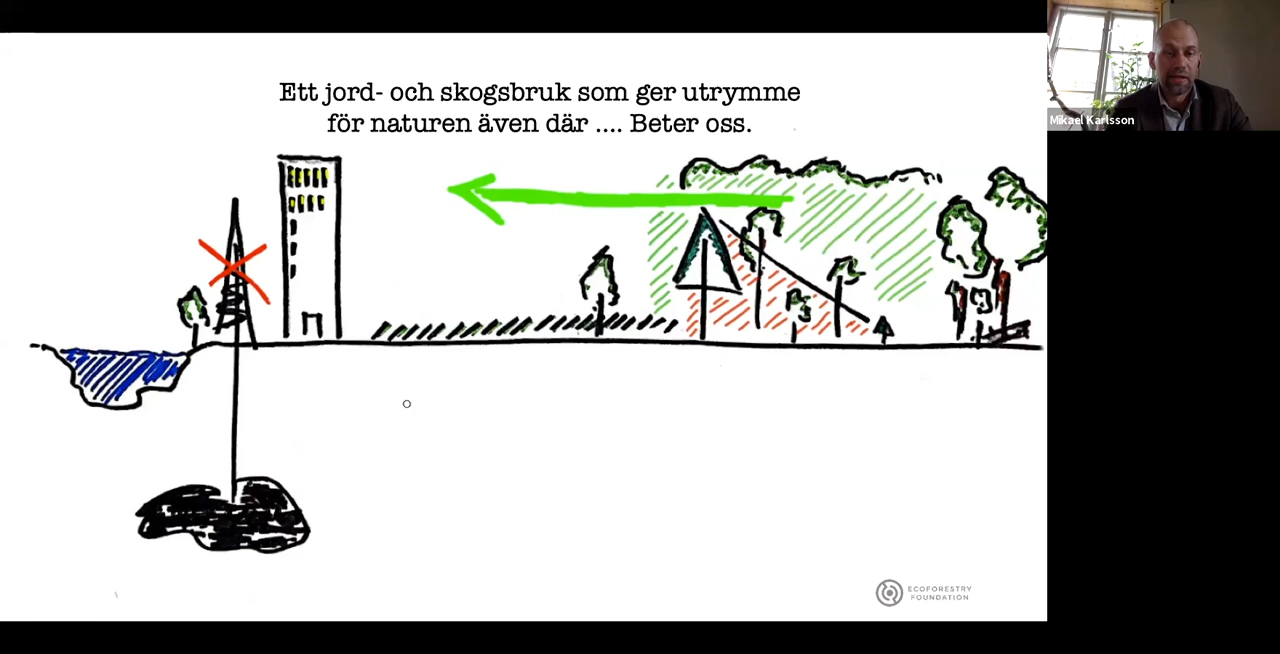 Ett jord- och skogsbruk som ger utrymme
för naturen även där .... Beter oss.
Mikael Karlsson
ECOFORESTRY
FOUNDATION